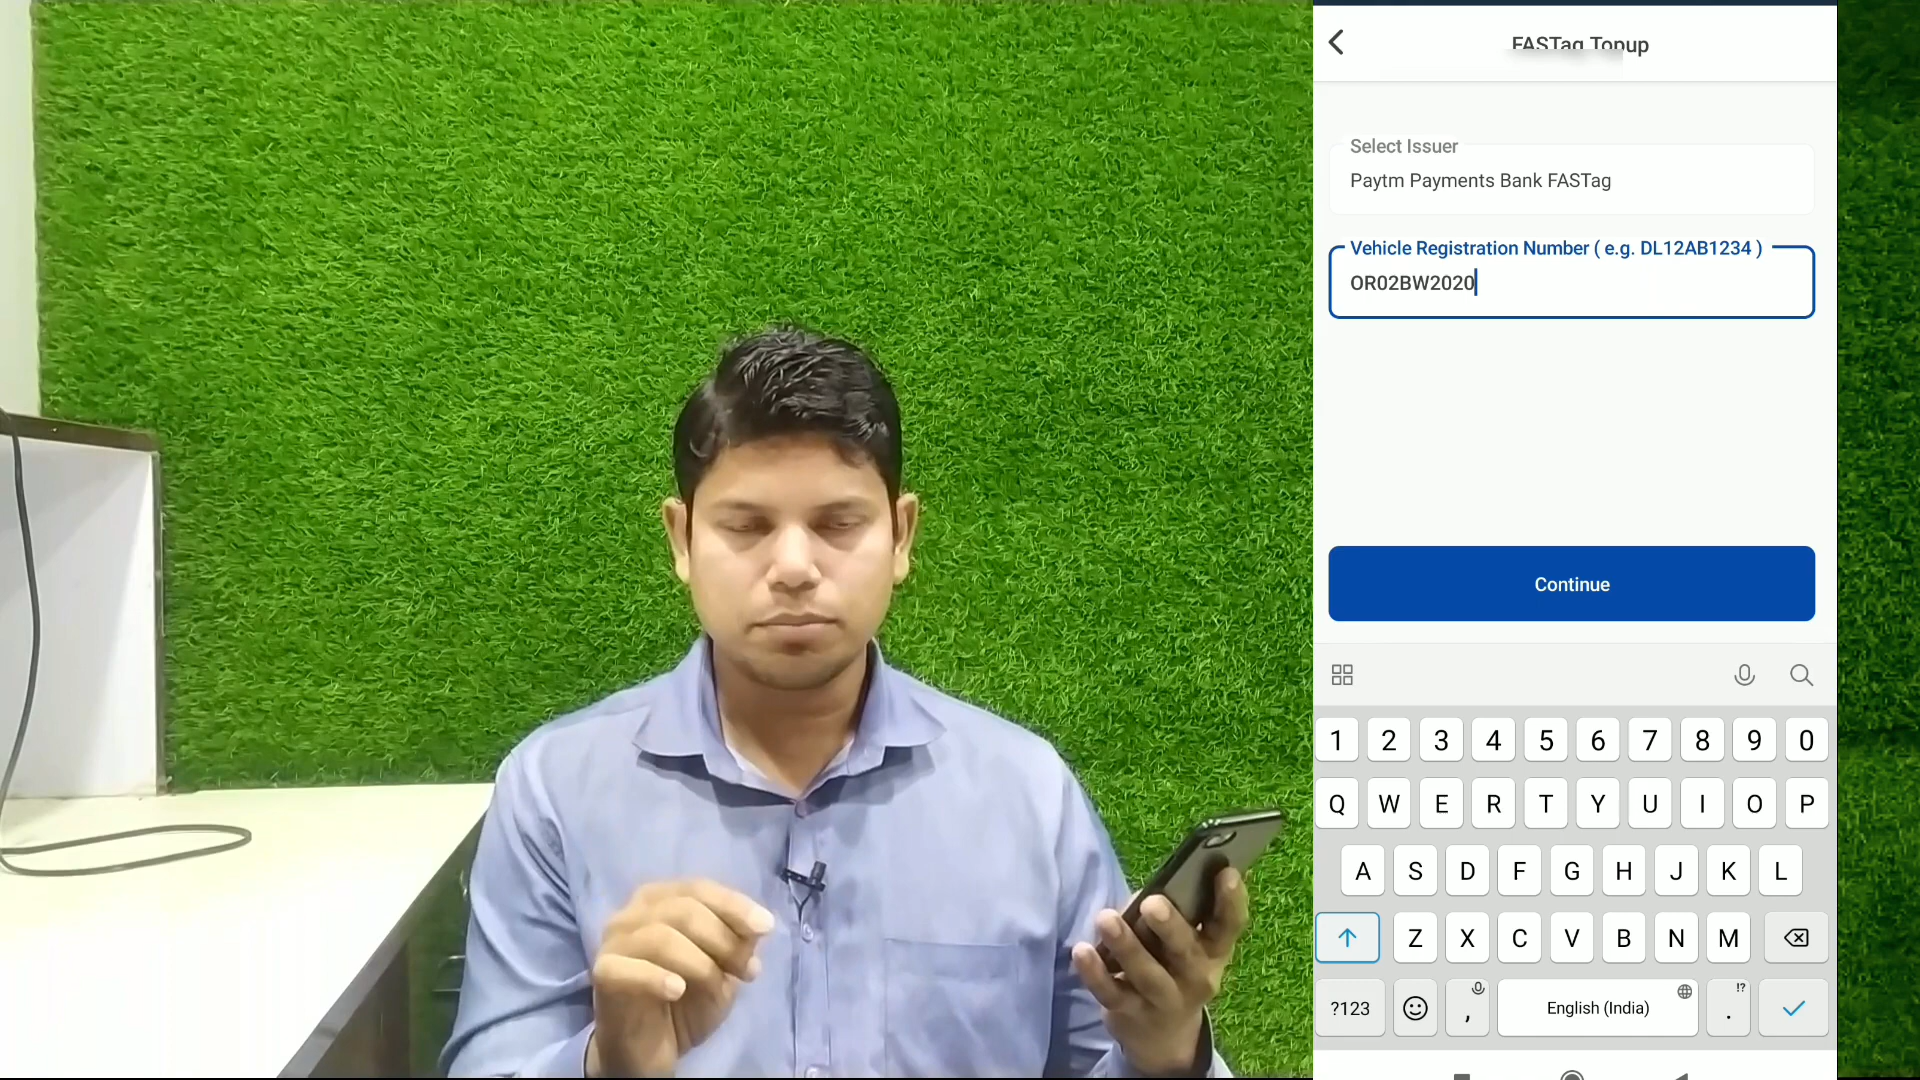 FASTag Topup
Select Issuer
Paytm Payments Bank FASTag
Vehicle Registration Number ( e.g. DL12AB1234 )
OR02BW2020
Continue
1 2 3 4 5 6 7 8 9 0
Q W E R T Y U I O P
A S D F G H J K L
Z X C V B N M
?123 , English (India) . !?